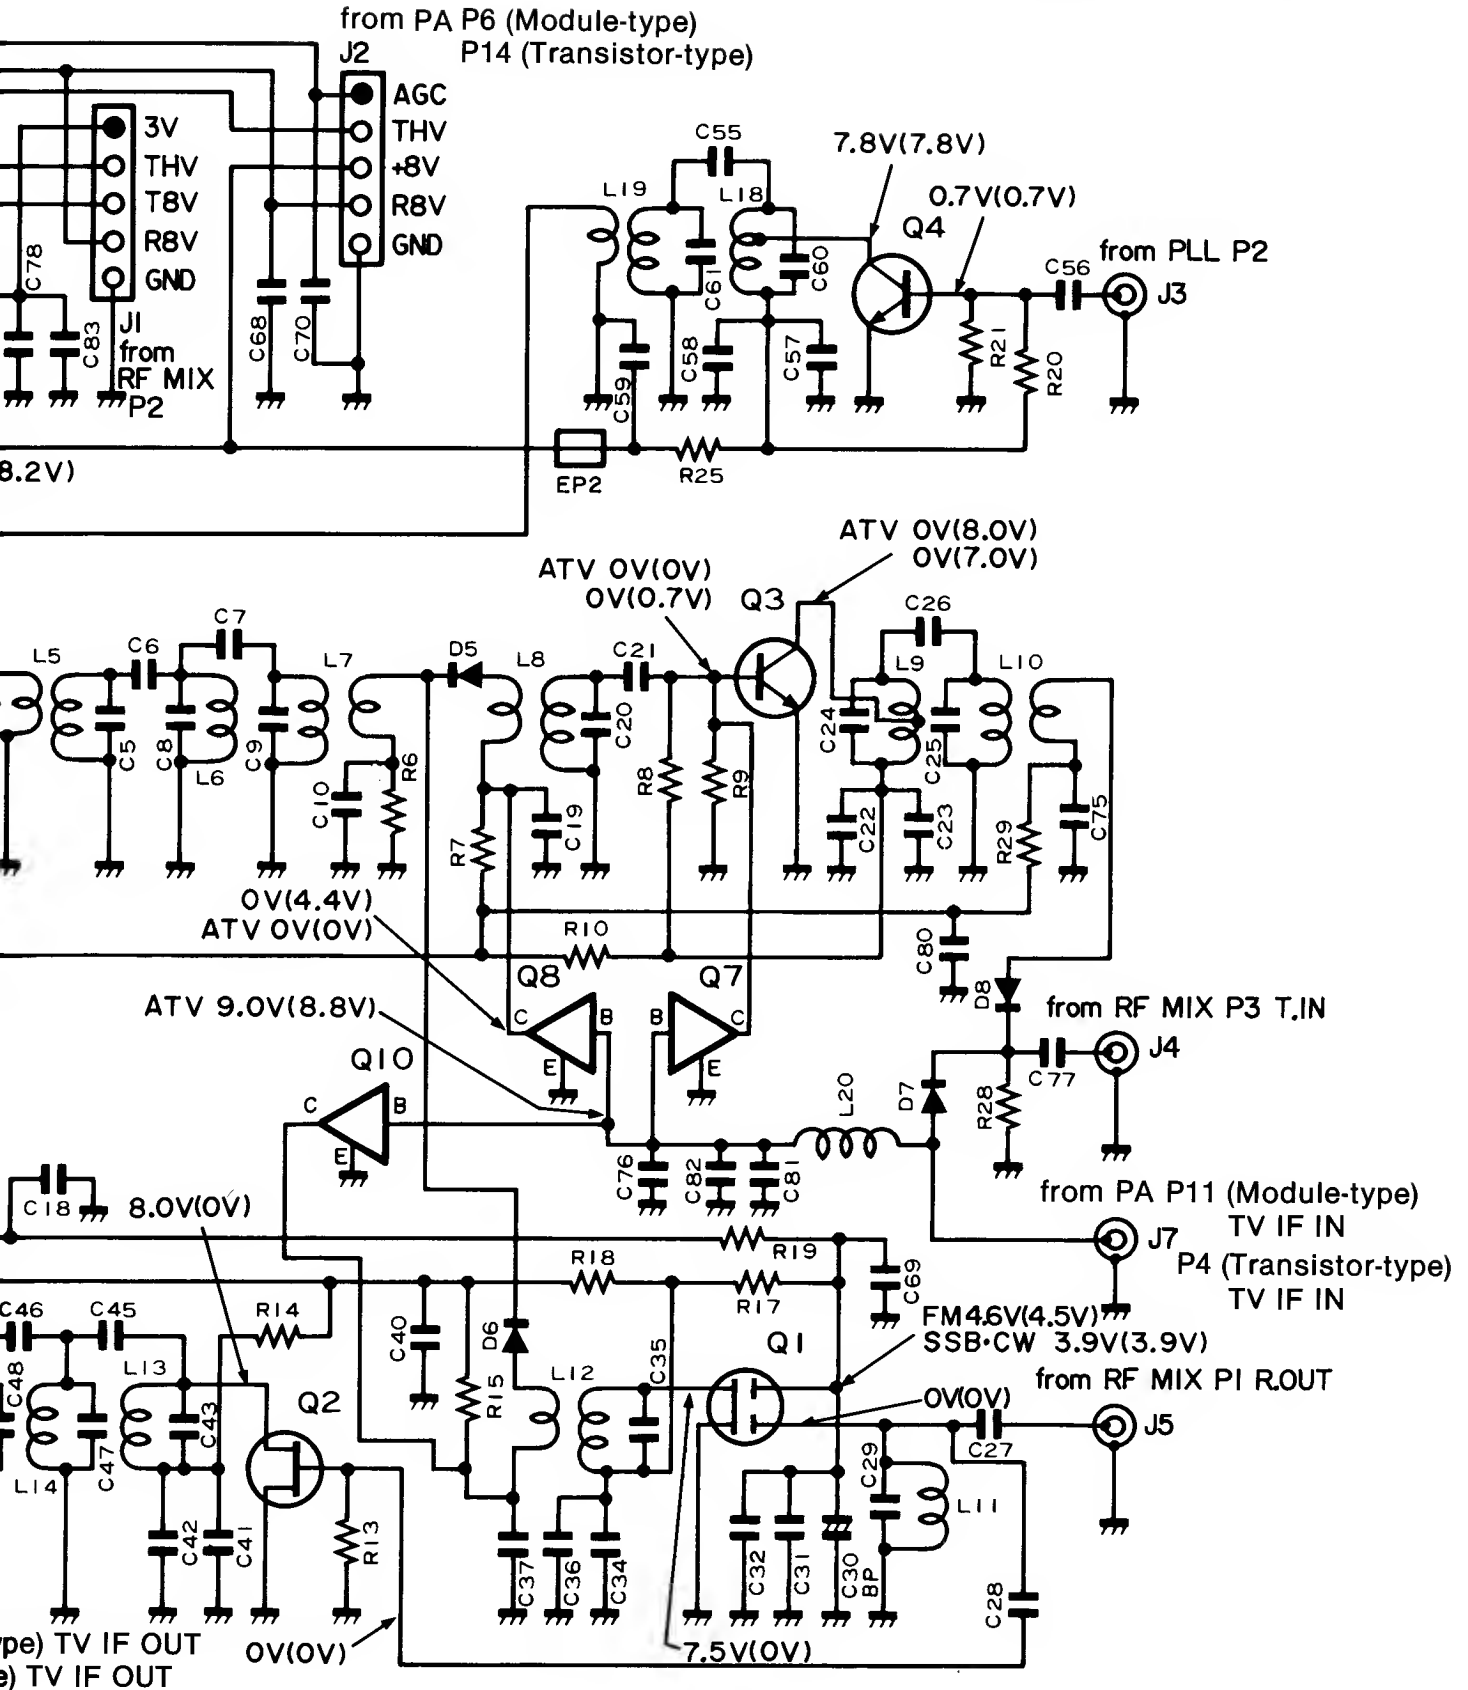 from PA P6 (Module-type)
P14 (Transistor-type)
J2
AGC
THV
+8V
R8V
GND
3V
THV
T8V
R8V
GND
J1
from
RF MIX
P2
C78
C83
C68
C70
C55
L19
L18
C61
C60
7.8V(7.8V)
0.7V(0.7V)
Q4
from PLL P2
C56
J3
C59
C58
C57
R21
R20
8.2V)
EP2
R25
ATV 0V(8.0V)
0V(7.0V)
ATV 0V(0V)
0V(0.7V)
Q3
C26
C7
L5
C6
L7
D5
L8
C21
L9
L10
C5
C8
L6
C9
C10
R6
C20
R8
R9
C24
C25
R7
C19
C22
C23
R29
C75
0V(4.4V)
ATV 0V(0V)
R10
C80
Q8
Q7
D8
ATV 9.0V(8.8V)
C
B
B
C
E
E
from RF MIX P3 T.IN
J4
C77
Q10
C
B
E
L20
D7
R28
C76
C82
C81
C18
8.0V(0V)
from PA P11 (Module-type)
TV IF IN
J7
P4 (Transistor-type)
TV IF IN
R19
R18
R17
C69
C46
C45
R14
C40
D6
Q1
FM4.6V(4.5V)
SSB·CW 3.9V(3.9V)
C48
L13
Q2
R15
L12
C35
from RF MIX P1 R.OUT
0V(0V)
J5
C27
C43
C47
L14
C29
L11
C42
C41
R13
C37
C36
C34
C32
C31
C30
BP
C28
ype) TV IF OUT
0V(0V)
7.5V(0V)
e) TV IF OUT